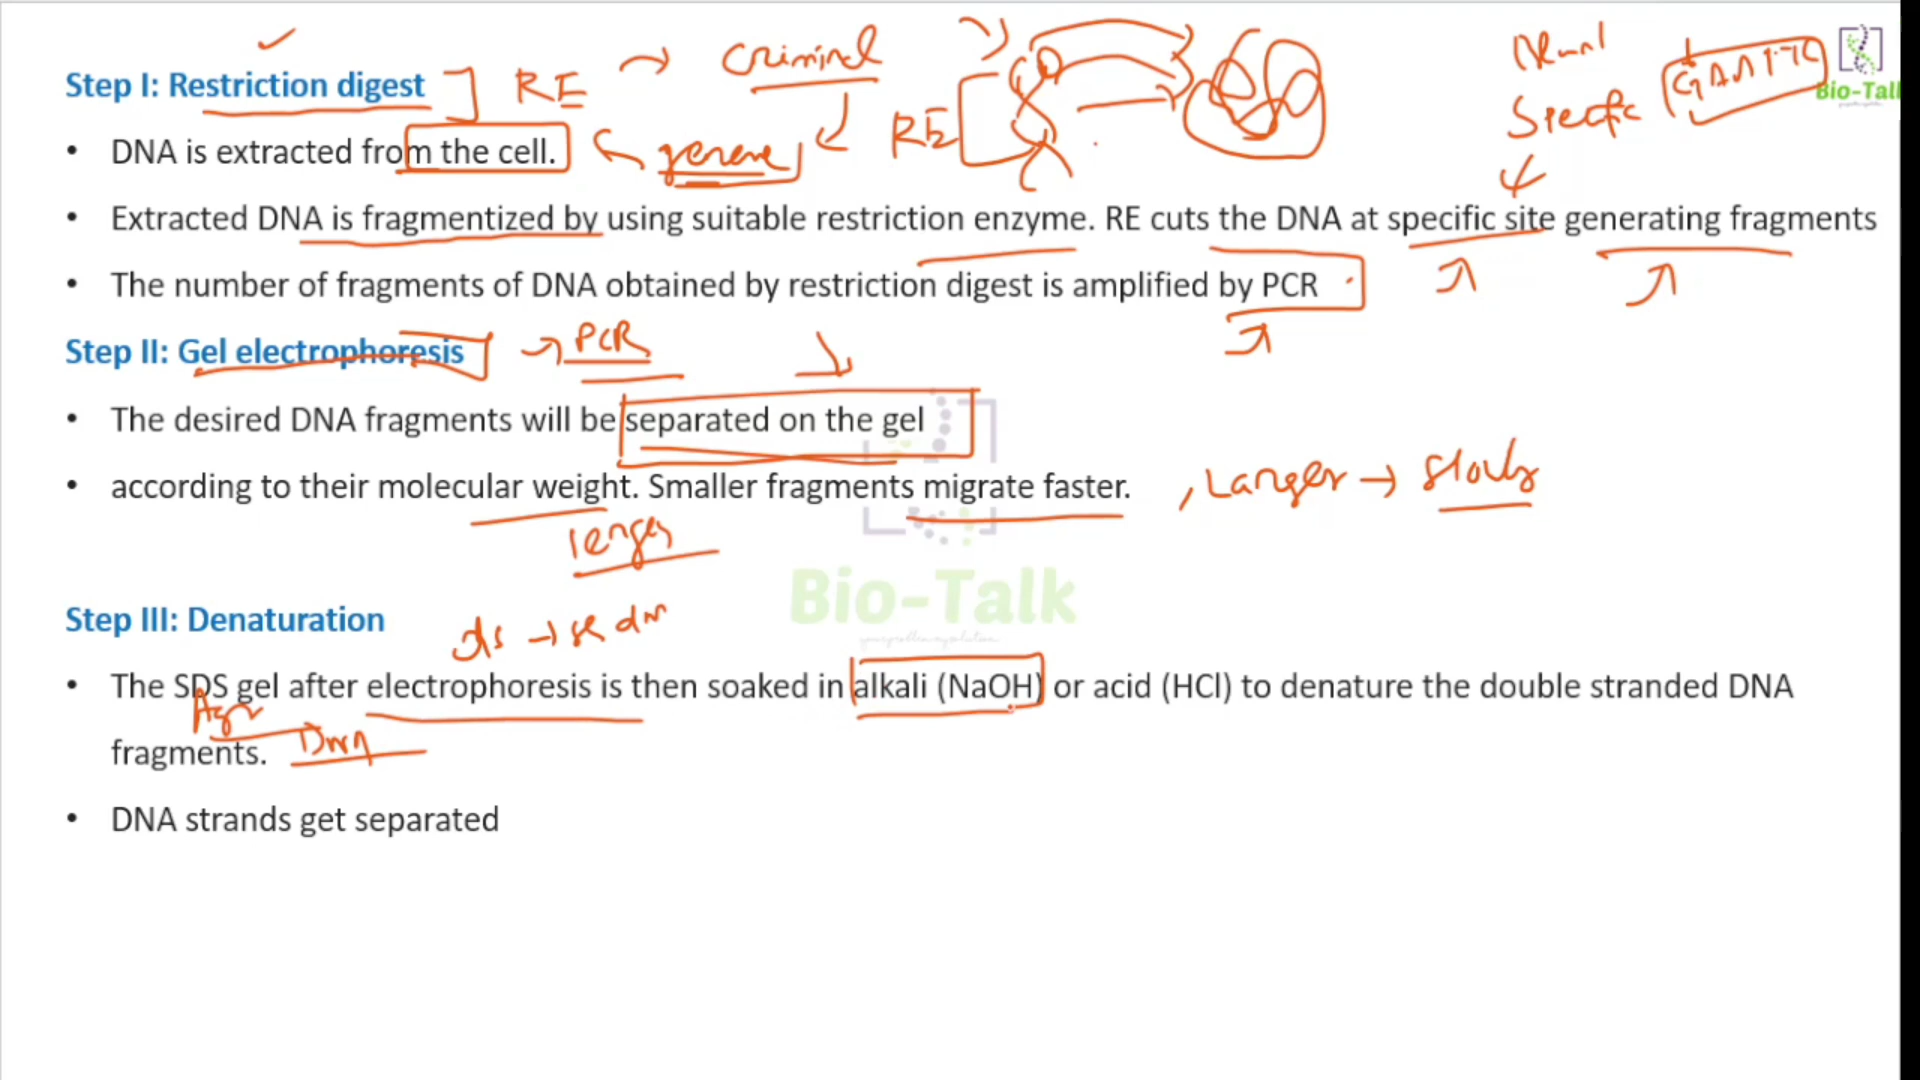 Step I: Restriction digest
RE
criminal
RE
Specific
GAATTC
Bio-Talk
• DNA is extracted from the cell.
• Extracted DNA is fragmentized by using suitable restriction enzyme. RE cuts the DNA at specific site generating fragments
• The number of fragments of DNA obtained by restriction digest is amplified by PCR
Step II: Gel electrophoresis
PCR
• The desired DNA fragments will be separated on the gel
• according to their molecular weight. Smaller fragments migrate faster.
, Larger → slowly
Bio-Talk
Step III: Denaturation
ds →
• The SDS gel after electrophoresis is then soaked in alkali (NaOH) or acid (HCl) to denature the double stranded DNA
fragments.
DNA
• DNA strands get separated